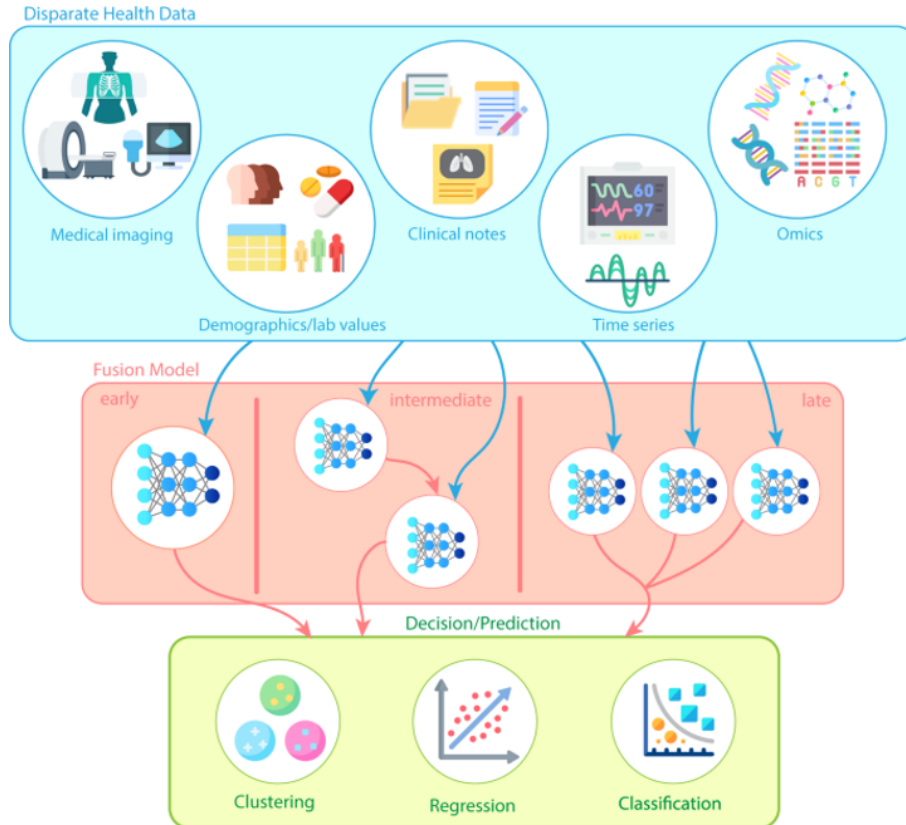 Disparate Health Data
60
97
A C G T
Medical imaging
Clinical notes
Omics
Demographics/lab values
Time series
Fusion Model
early
intermediate
late
Decision/Prediction
Clustering
Regression
Classification